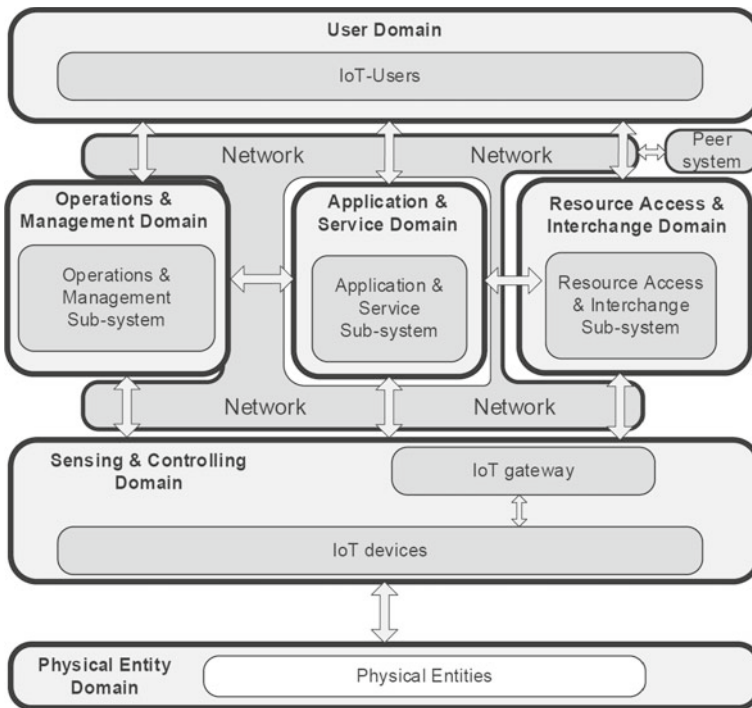 User Domain
IoT-Users
Network
Network
Peer
system
Operations &
Management Domain
Operations &
Management
Sub-system
Application &
Service Domain
Application &
Service
Sub-system
Resource Access &
Interchange Domain
Resource Access
& Interchange
Sub-system
Network
Network
Sensing & Controlling
Domain
IoT gateway
IoT devices
Physical Entity
Domain
Physical Entities